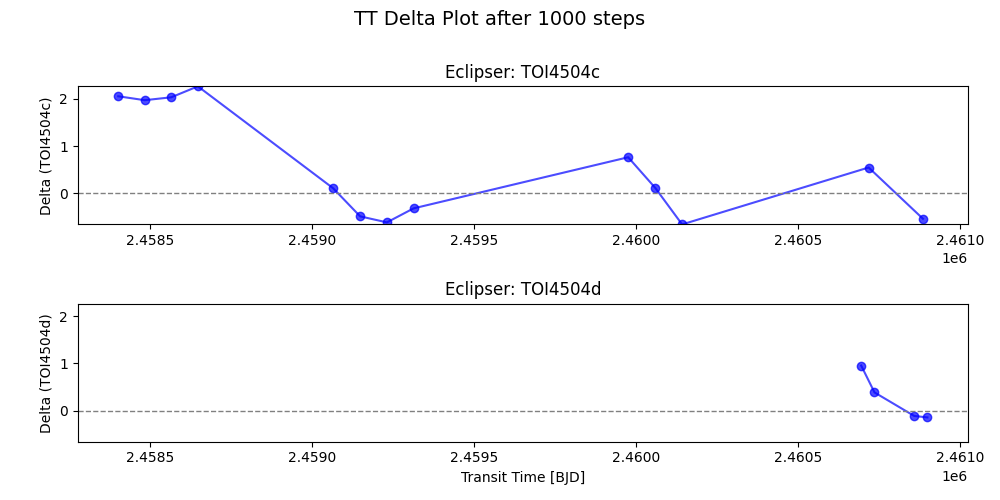 TT Delta Plot after 1000 steps
Eclipser: TOI4504c
Delta (TOI4504c)
2
1
0
2.4585 2.4590 2.4595 2.4600 2.4605 2.4610
1e6
Eclipser: TOI4504d
Delta (TOI4504d)
2
1
0
2.4585 2.4590 2.4595 2.4600 2.4605 2.4610
1e6
Transit Time [BJD]